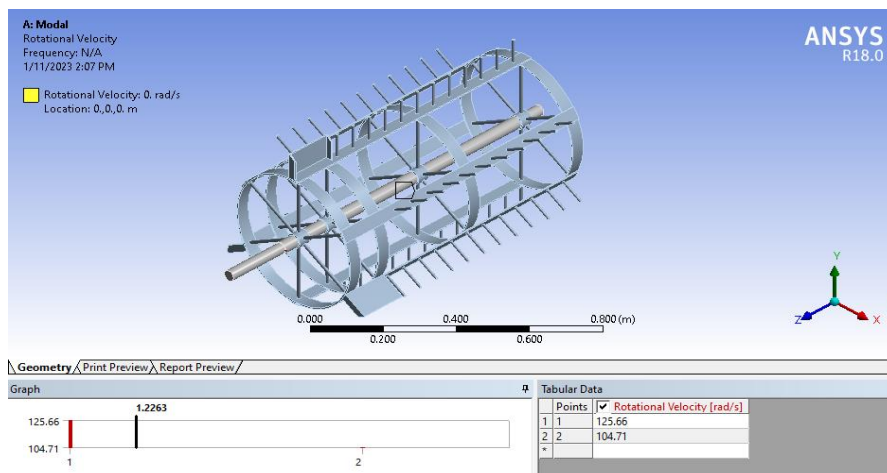 A: Modal
Rotational Velocity
Frequency: N/A
1/11/2023 2:07 PM
Rotational Velocity: 0. rad/s
Location: 0.,0.,0. m
ANSYS
R18.0
0.000
0.400
0.800 (m)
0.200
0.600
Y
Z
X
Geometry Print Preview Report Preview
Graph
1.2263
125.66
104.71
1
2
Tabular Data
Points Rotational Velocity [rad/s]
1 1 125.66
2 2 104.71
*